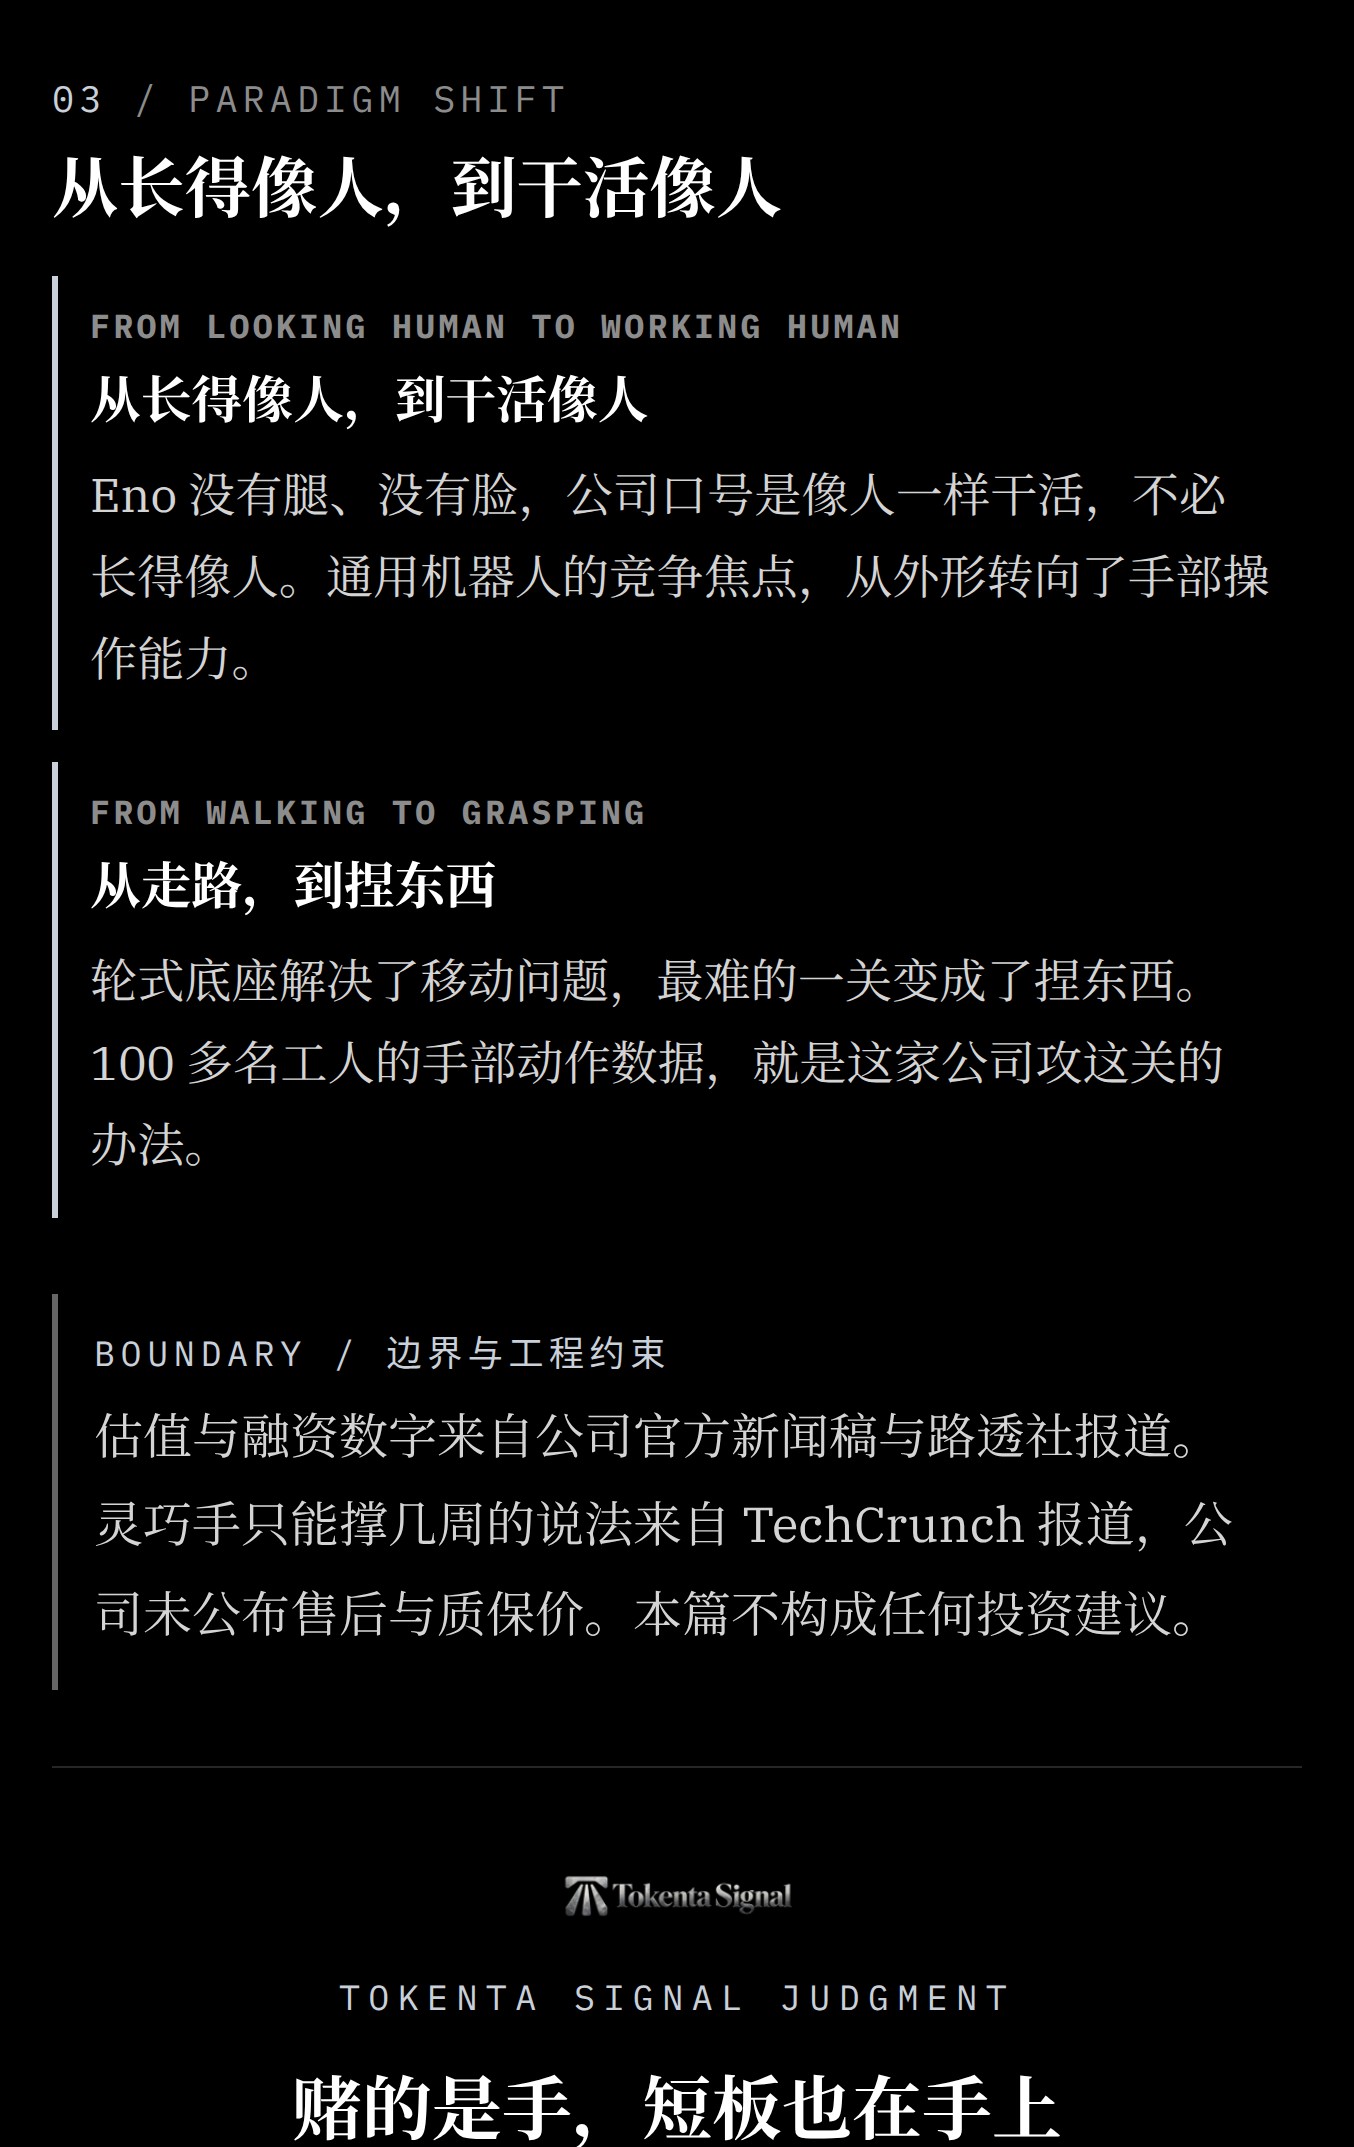 03 / PARADIGM SHIFT
从长得像人，到干活像人
FROM LOOKING HUMAN TO WORKING HUMAN
从长得像人，到干活像人
Eno 没有腿、没有脸，公司口号是像人一样干活，不必
长得像人。通用机器人的竞争焦点，从外形转向了手部操
作能力。
FROM WALKING TO GRASPING
从走路，到捏东西
轮式底座解决了移动问题，最难的一关变成了捏东西。
100 多名工人的手部动作数据，就是这家公司攻这关的
办法。
BOUNDARY / 边界与工程约束
估值与融资数字来自公司官方新闻稿与路透社报道。
灵巧手只能撑几周的说法来自 TechCrunch 报道，公
司未公布售后与质保价。本篇不构成任何投资建议。
Tokenta Signal
TOKENTA SIGNAL JUDGMENT
赌的是手，短板也在手上